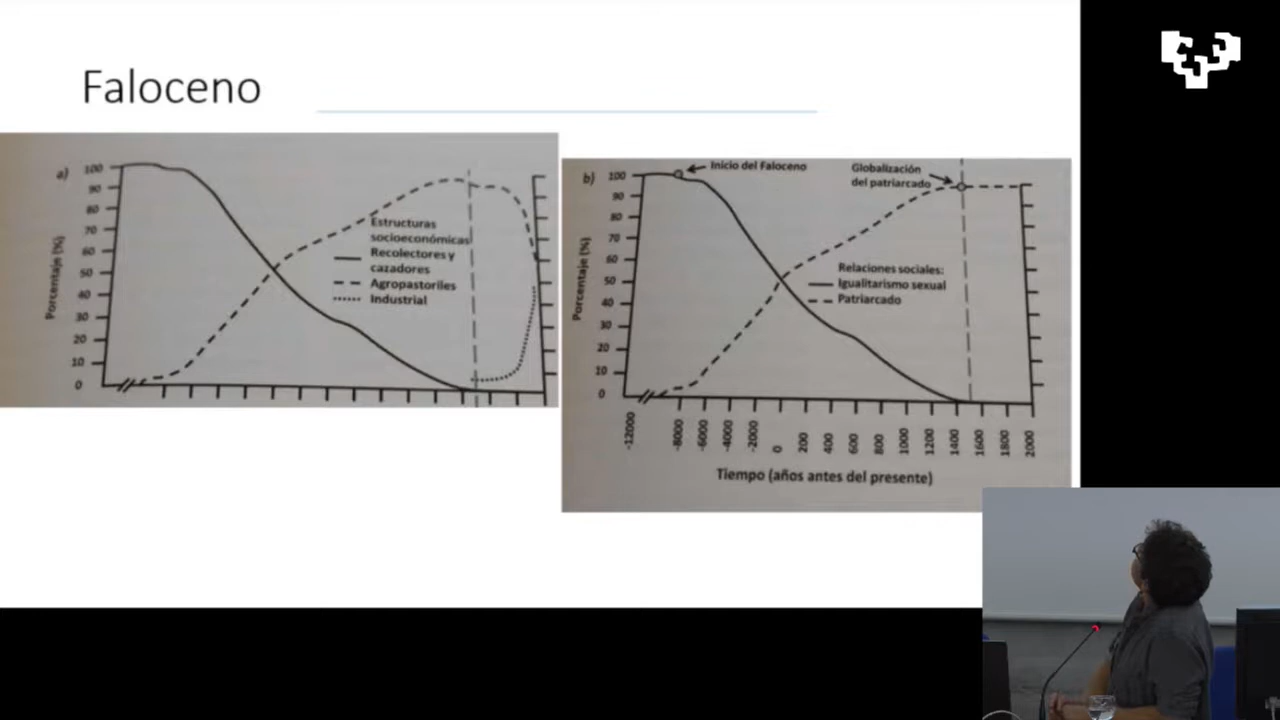 Faloceno
a)
100
90
80
70
60
50
40
30
20
10
0
Porcentaje (%)
Estructuras
socioeconómicas
Recolectores y
cazadores
Agropastoriles
Industrial
b)
Inicio del Faloceno
Globalización
del patriarcado
100
90
80
70
60
50
40
30
20
10
0
Porcentaje (%)
Relaciones sociales:
Igualitarismo sexual
Patriarcado
-12000
-8000
-6000
-4000
-2000
0
200
400
600
800
1000
1200
1400
1600
1800
2000
Tiempo (años antes del presente)